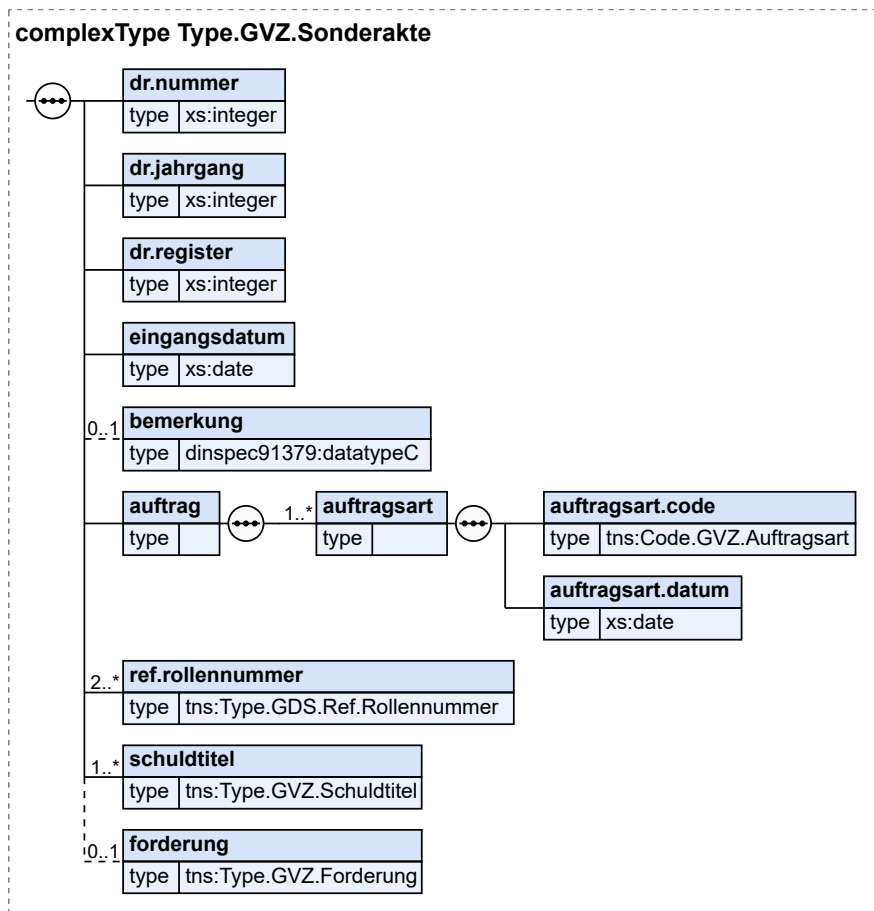 complexType Type.GVZ.Sonderakte
dr.nummer
type xs:integer
dr.jahrgang
type xs:integer
dr.register
type xs:integer
eingangsdatum
type xs:date
0..1 bemerkung
type dinspec91379:datatypeC
auftrag
type
1..* auftragsart
type
auftragsart.code
type tns:Code.GVZ.Auftragsart
auftragsart.datum
type xs:date
2..* ref.rollennummer
type tns:Type.GDS.Ref.Rollennummer
1..* schuldtitel
type tns:Type.GVZ.Schuldtitel
0..1 forderung
type tns:Type.GVZ.Forderung